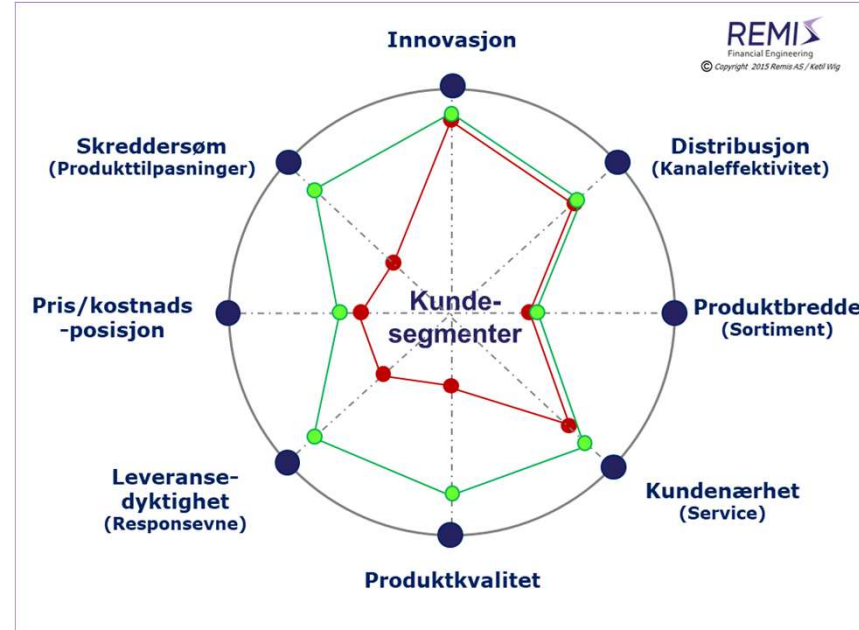 REMIS
Financial Engineering
© Copyright 2015 Remis AS / Ketil Wig
Innovasjon
Skreddersøm
(Produkttilpasninger)
Distribusjon
(Kanaleffektivitet)
Pris/kostnads
-posisjon
Kunde-
segmenter
Produktbredde
(Sortiment)
Leveranse-
dyktighet
(Responsevne)
Kundenærhet
(Service)
Produktkvalitet